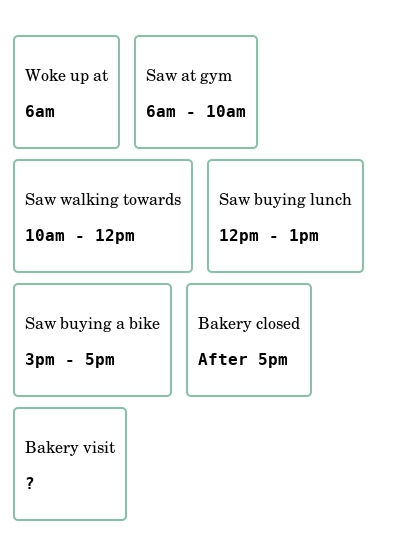 Woke up at
6am
Saw at gym
6am - 10am
Saw walking towards
10am - 12pm
Saw buying lunch
12pm - 1pm
Saw buying a bike
3pm - 5pm
Bakery closed
After 5pm
Bakery visit
?